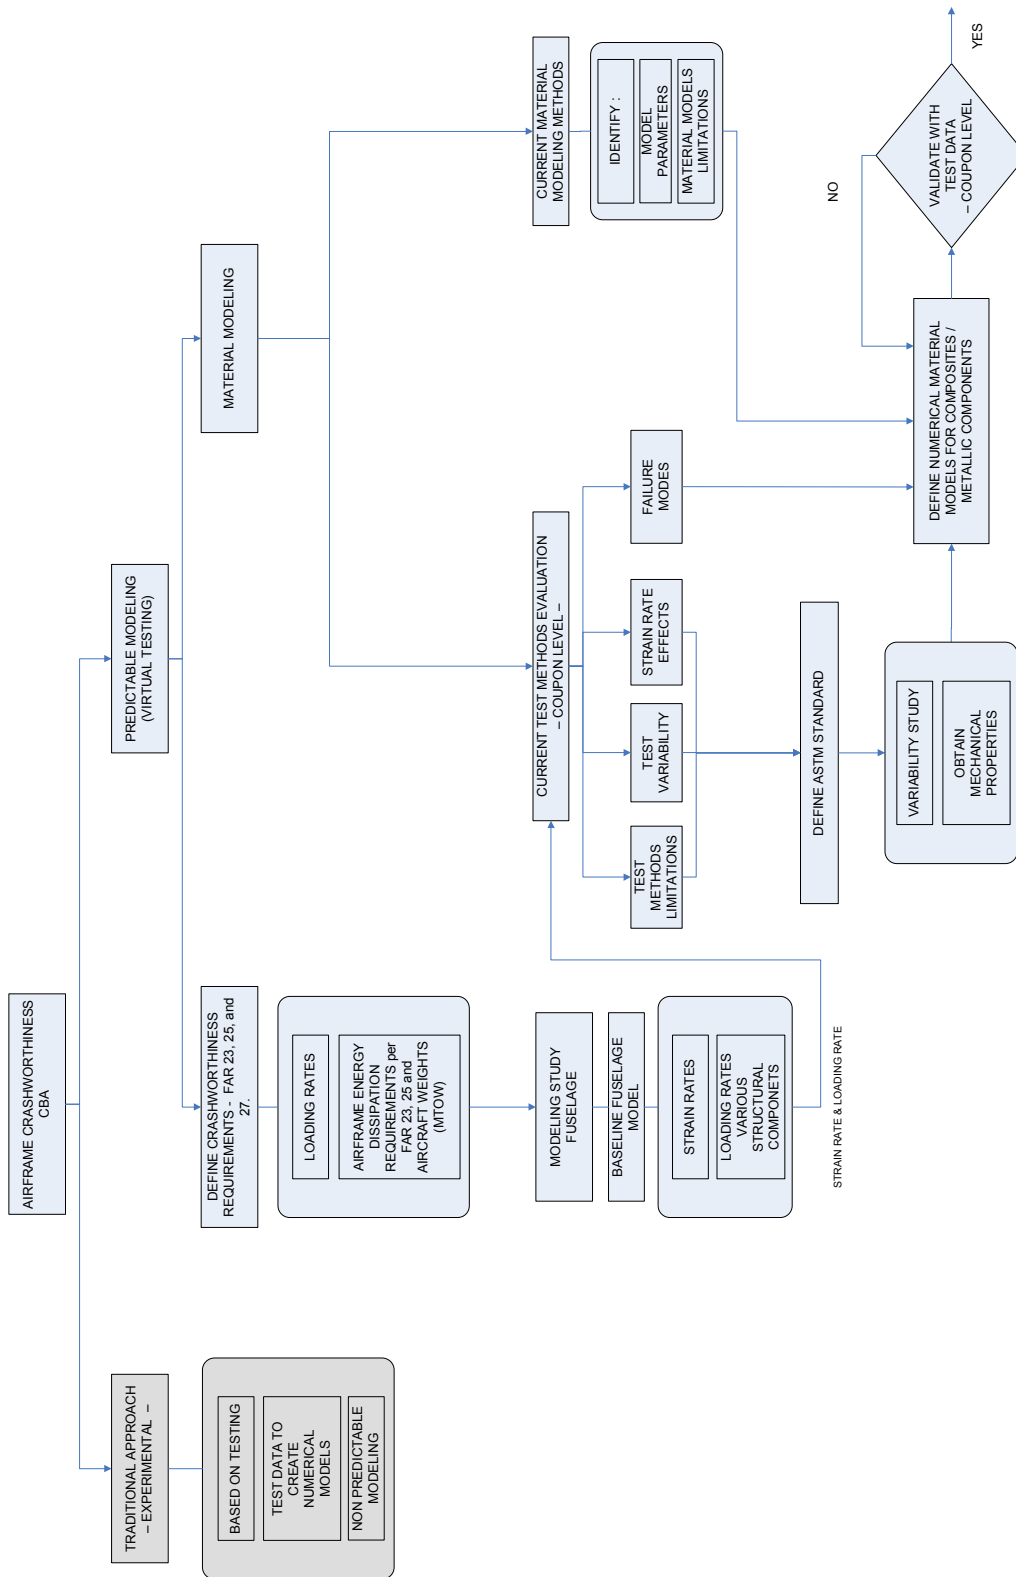 AIRFRAME CRASHWORTHINESS
CBA
TRADITIONAL APPROACH
– EXPERIMENTAL –
BASED ON TESTING
TEST DATA TO
CREATE
NUMERICAL
MODELS
NON PREDICTABLE
MODELING
PREDICTABLE MODELING
(VIRTUAL TESTING)
DEFINE CRASHWORTHINESS
REQUIREMENTS - FAR 23, 25, and
27.
LOADING RATES
AIRFRAME ENERGY
DISSIPATION
REQUIREMENTS per
FAR 23, 25 and
AIRCRAFT WEIGHTS
(MTOW)
MODELING STUDY
FUSELAGE
BASELINE FUSELAGE
MODEL
STRAIN RATES
LOADING RATES
VARIOUS
STRUCTURAL
COMPONETS
STRAIN RATE & LOADING RATE
MATERIAL MODELING
CURRENT TEST METHODS EVALUATION
– COUPON LEVEL –
TEST
METHODS
LIMITATIONS
TEST
VARIABILITY
STRAIN RATE
EFFECTS
FAILURE
MODES
DEFINE ASTM STANDARD
VARIABILITY STUDY
OBTAIN
MECHANICAL
PROPERTIES
CURRENT MATERIAL
MODELING METHODS
IDENTIFY :
MODEL
PARAMETERS
MATERIAL MODELS
LIMITATIONS
DEFINE NUMERICAL MATERIAL
MODELS FOR COMPOSITES /
METALLIC COMPONENTS
VALIDATE WITH
TEST DATA
– COUPON LEVEL
NO
YES